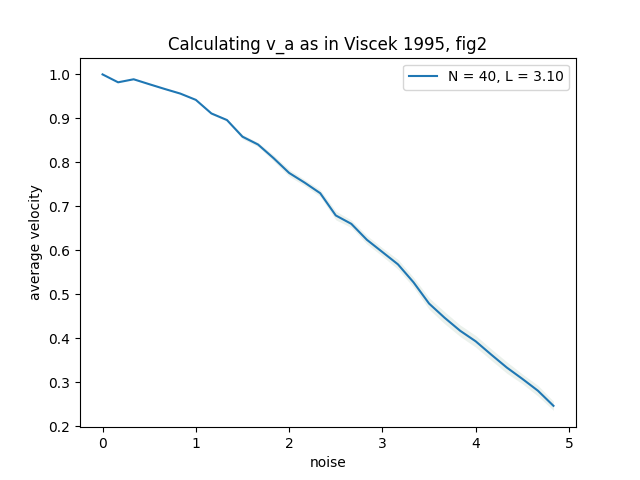 Calculating v_a as in Viscek 1995, fig2
N = 40, L = 3.10
average velocity
1.0
0.9
0.8
0.7
0.6
0.5
0.4
0.3
0.2
0 1 2 3 4 5
noise